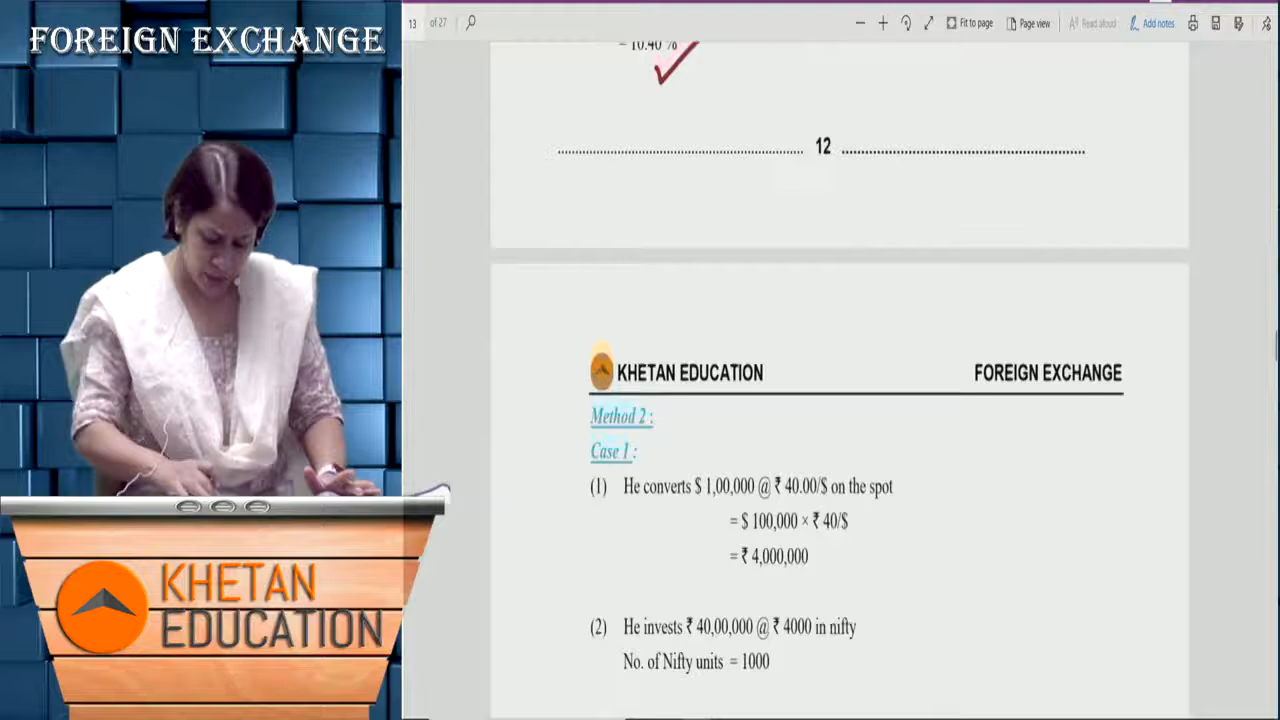 FOREIGN EXCHANGE
KHETAN
EDUCATION
13 of 27
Fit to page
Page view
Read aloud
Add notes
= 10.40 %
12
KHETAN EDUCATION
FOREIGN EXCHANGE
Method 2 :
Case 1 :
(1) He converts $ 1,00,000 @ ₹ 40.00/$ on the spot
= $ 100,000 × ₹ 40/$
= ₹ 4,000,000
(2) He invests ₹ 40,00,000 @ ₹ 4000 in nifty
No. of Nifty units = 1000